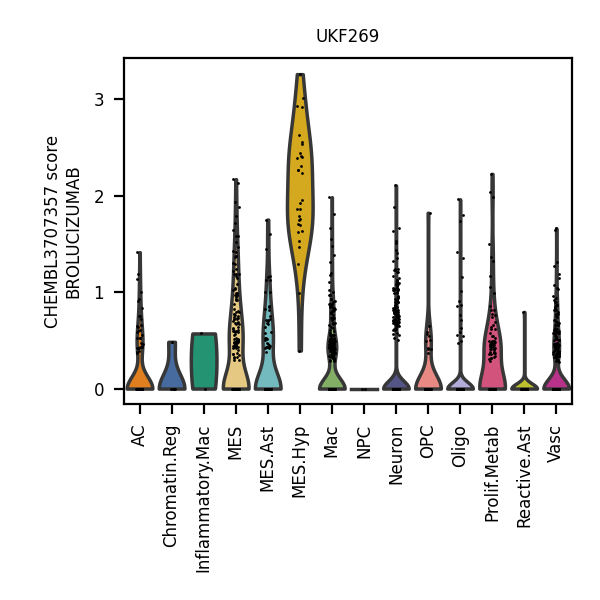 UKF269
CHEMBL3707357 score
BROLUCIZUMAB
3
2
1
0
AC
Chromatin.Reg
Inflammatory.Mac
MES
MES.Ast
MES.Hyp
Mac
NPC
Neuron
OPC
Oligo
Prolif.Metab
Reactive.Ast
Vasc